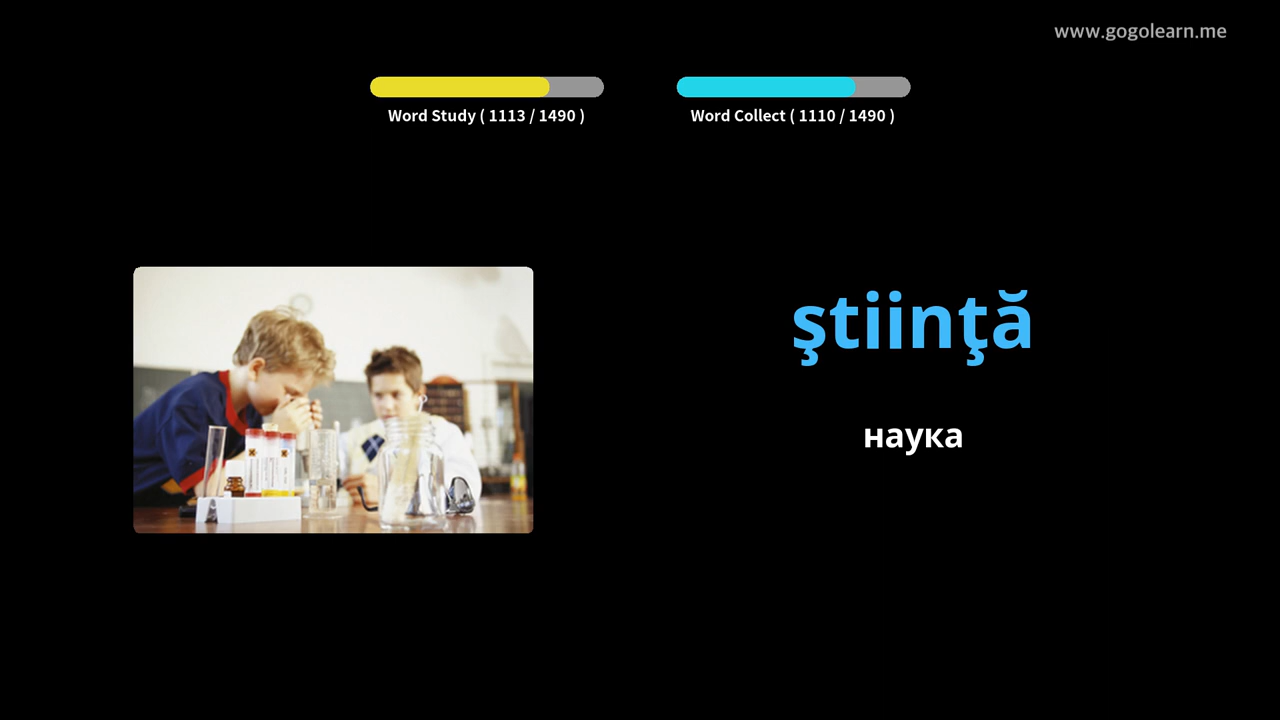 www.gogolearn.me
Word Study ( 1113 / 1490 )
Word Collect ( 1110 / 1490 )
ştiinţă
наука